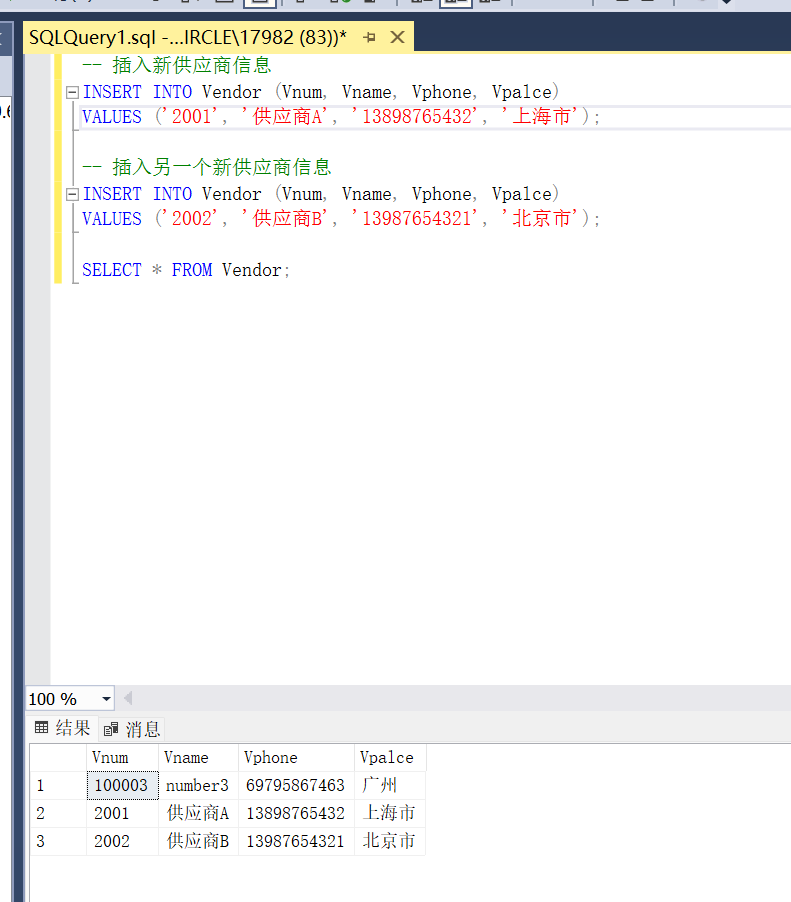 SQLQuery1.sql -...IRCLE\17982 (83))*
-- 插入新供应商信息
INSERT INTO Vendor (Vnum, Vname, Vphone, Vpalce)
VALUES ('2001', '供应商A', '13898765432', '上海市');
-- 插入另一个新供应商信息
INSERT INTO Vendor (Vnum, Vname, Vphone, Vpalce)
VALUES ('2002', '供应商B', '13987654321', '北京市');
SELECT * FROM Vendor;
100 %
结果 消息
Vnum Vname Vphone Vpalce
1 100003 number3 69795867463 广州
2 2001 供应商A 13898765432 上海市
3 2002 供应商B 13987654321 北京市